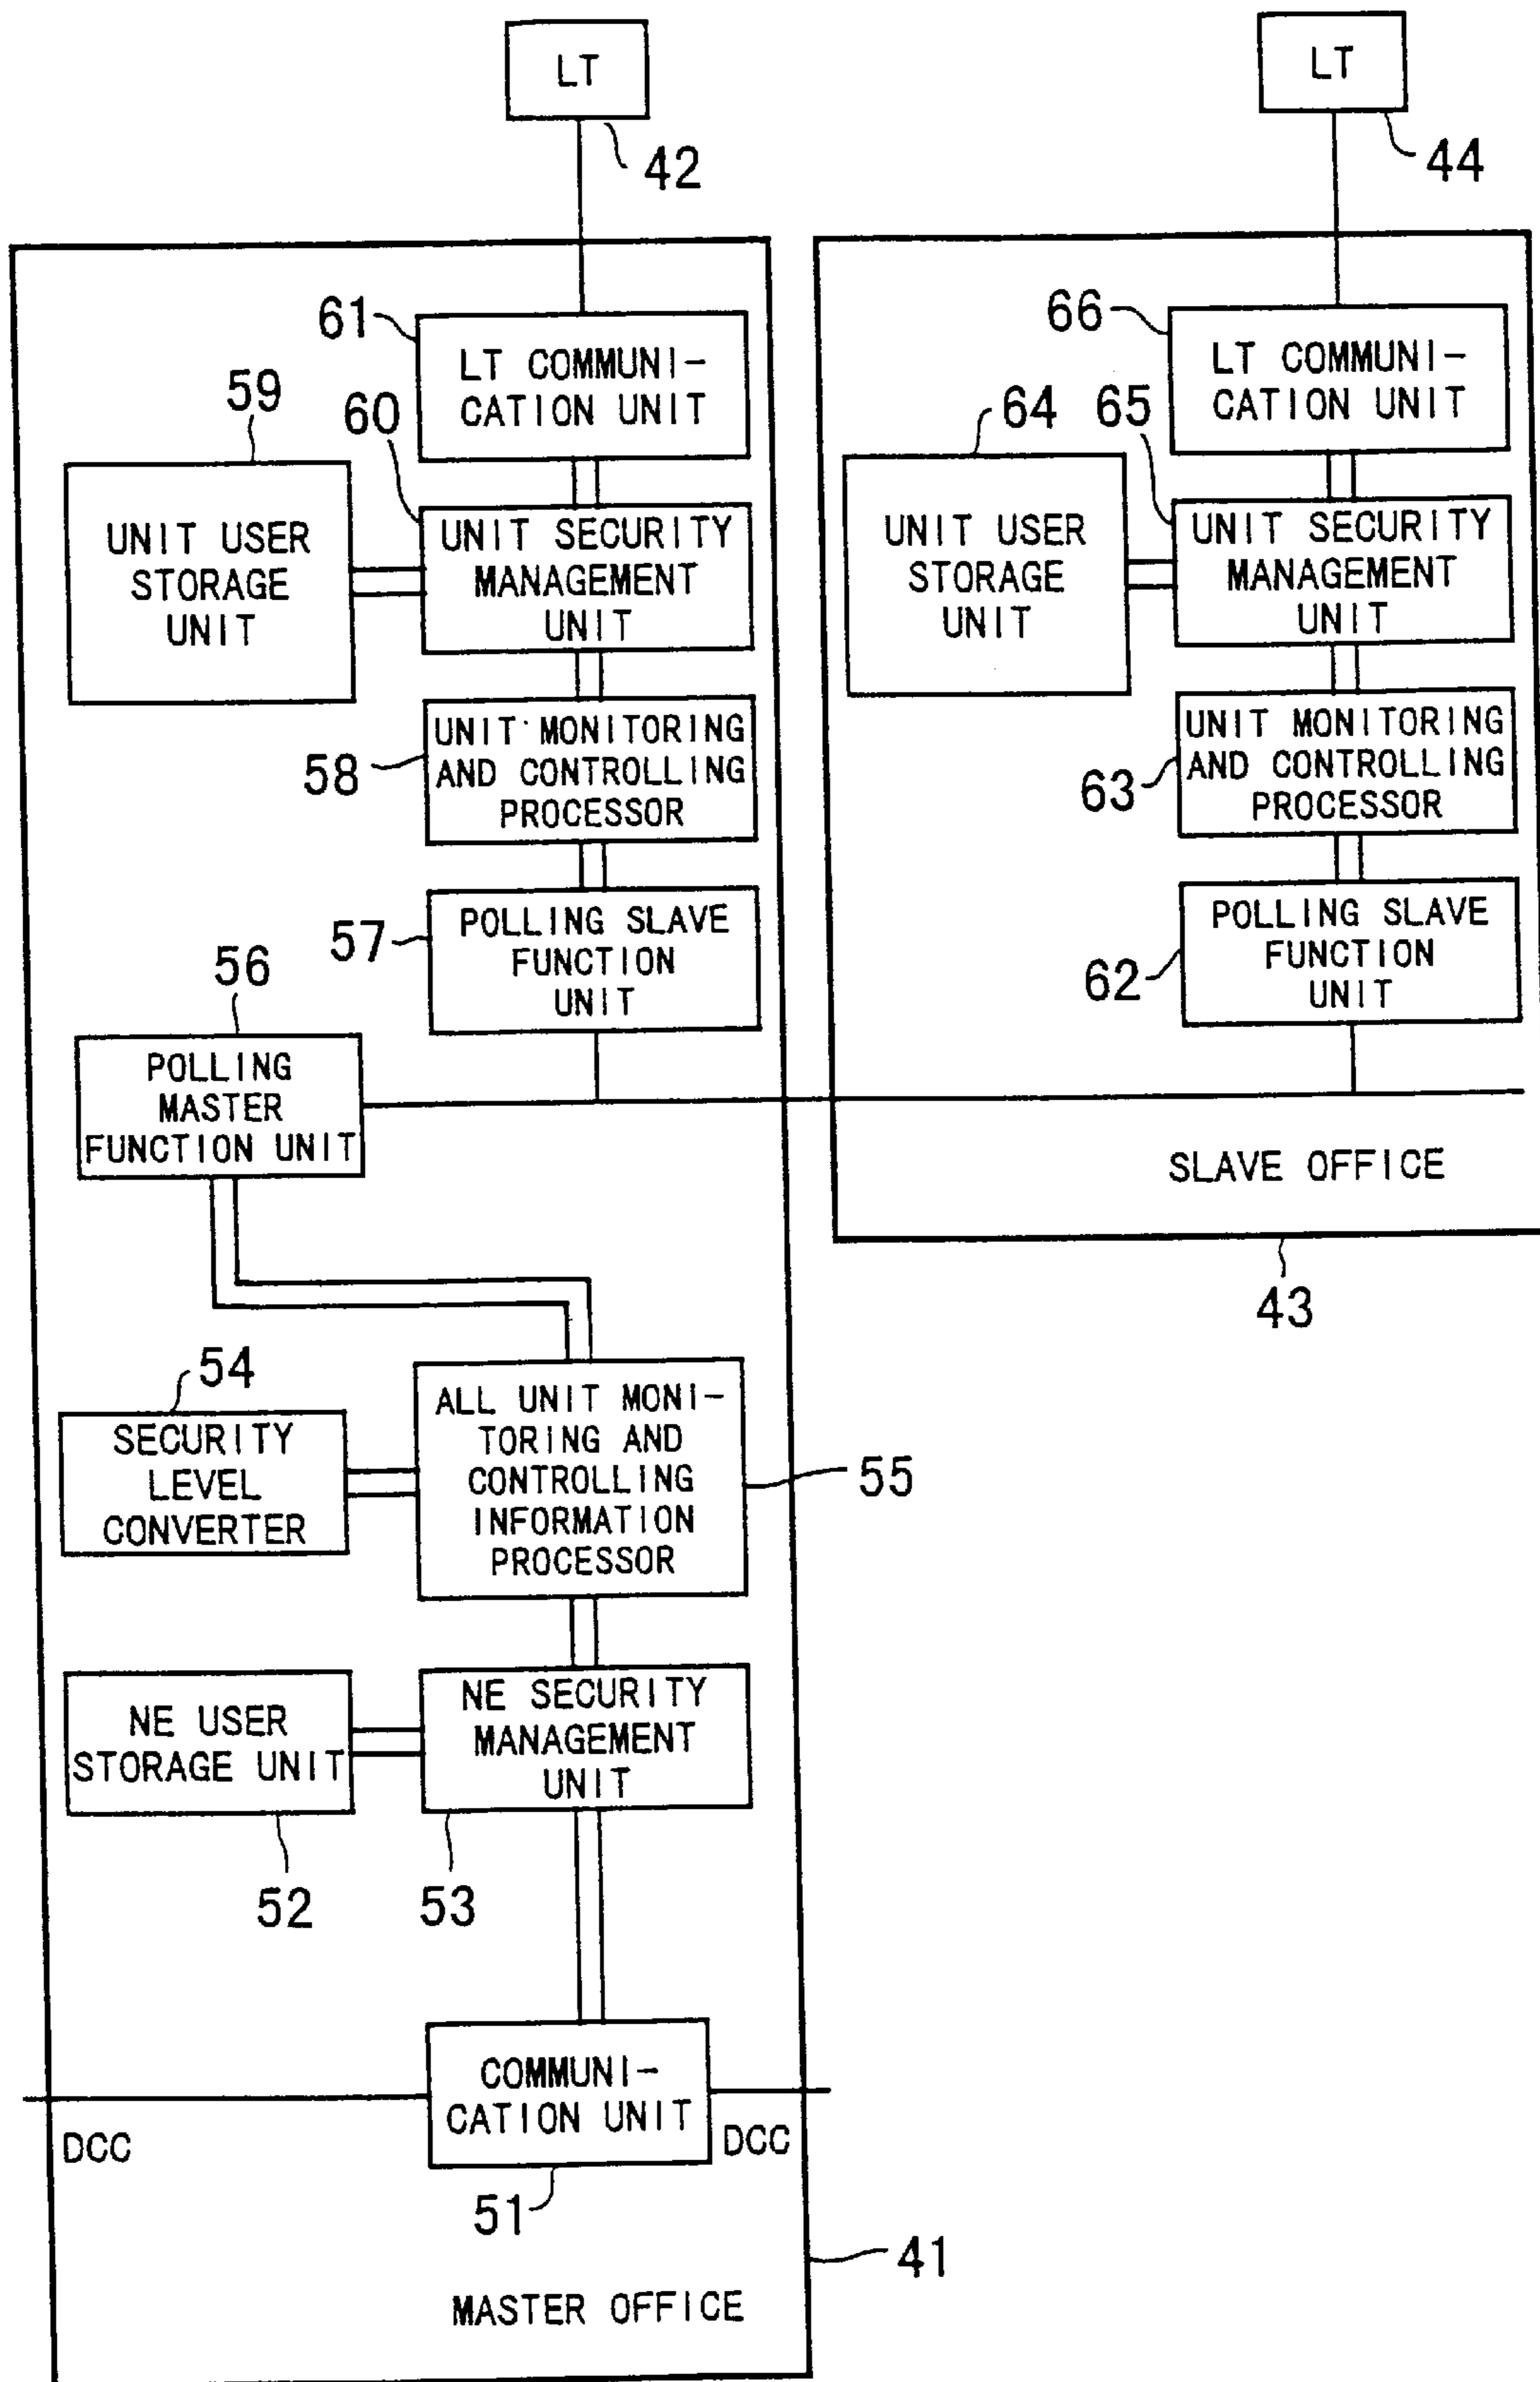 LT
42
LT
44
61
LT COMMUNI-
CATION UNIT
59
60
UNIT USER
STORAGE
UNIT
UNIT SECURITY
MANAGEMENT
UNIT
58
UNIT MONITORING
AND CONTROLLING
PROCESSOR
57
POLLING SLAVE
FUNCTION
UNIT
56
POLLING
MASTER
FUNCTION UNIT
66
LT COMMUNI-
CATION UNIT
64
65
UNIT USER
STORAGE
UNIT
UNIT SECURITY
MANAGEMENT
UNIT
63
UNIT MONITORING
AND CONTROLLING
PROCESSOR
62
POLLING SLAVE
FUNCTION
UNIT
SLAVE OFFICE
43
54
SECURITY
LEVEL
CONVERTER
ALL UNIT MONI-
TORING AND
CONTROLLING
INFORMATION
PROCESSOR
55
NE USER
STORAGE UNIT
NE SECURITY
MANAGEMENT
UNIT
52
53
COMMUNI-
CATION UNIT
DCC
DCC
51
41
MASTER OFFICE